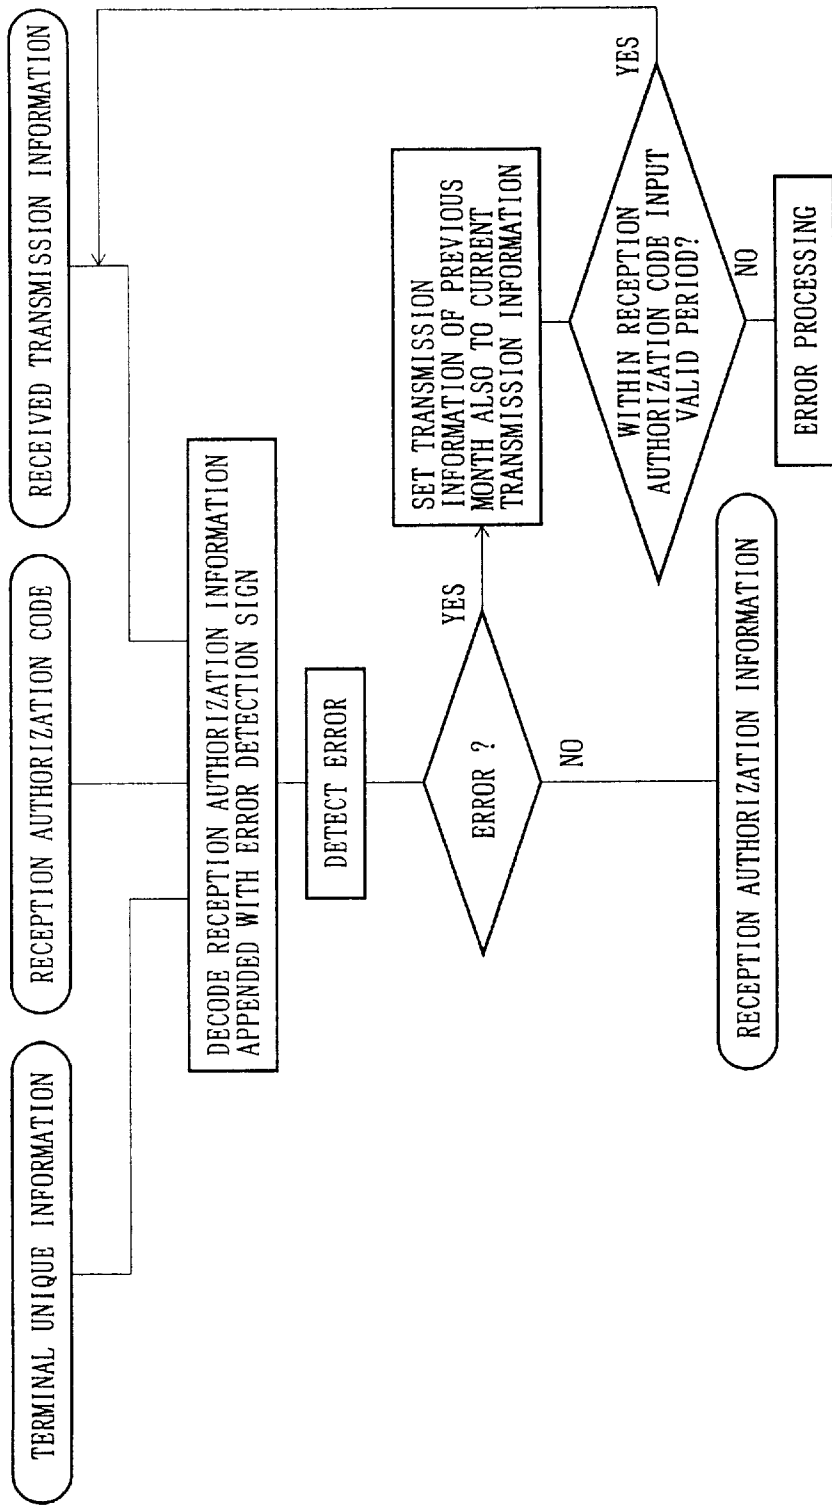 TERMINAL UNIQUE INFORMATION
RECEPTION AUTHORIZATION CODE
RECEIVED TRANSMISSION INFORMATION
DECODE RECEPTION AUTHORIZATION INFORMATION
APPENDED WITH ERROR DETECTION SIGN
DETECT ERROR
ERROR ?
YES
NO
SET TRANSMISSION
INFORMATION OF PREVIOUS
MONTH ALSO TO CURRENT
TRANSMISSION INFORMATION
WITHIN RECEPTION
AUTHORIZATION CODE INPUT
VALID PERIOD?
YES
NO
RECEPTION AUTHORIZATION INFORMATION
ERROR PROCESSING